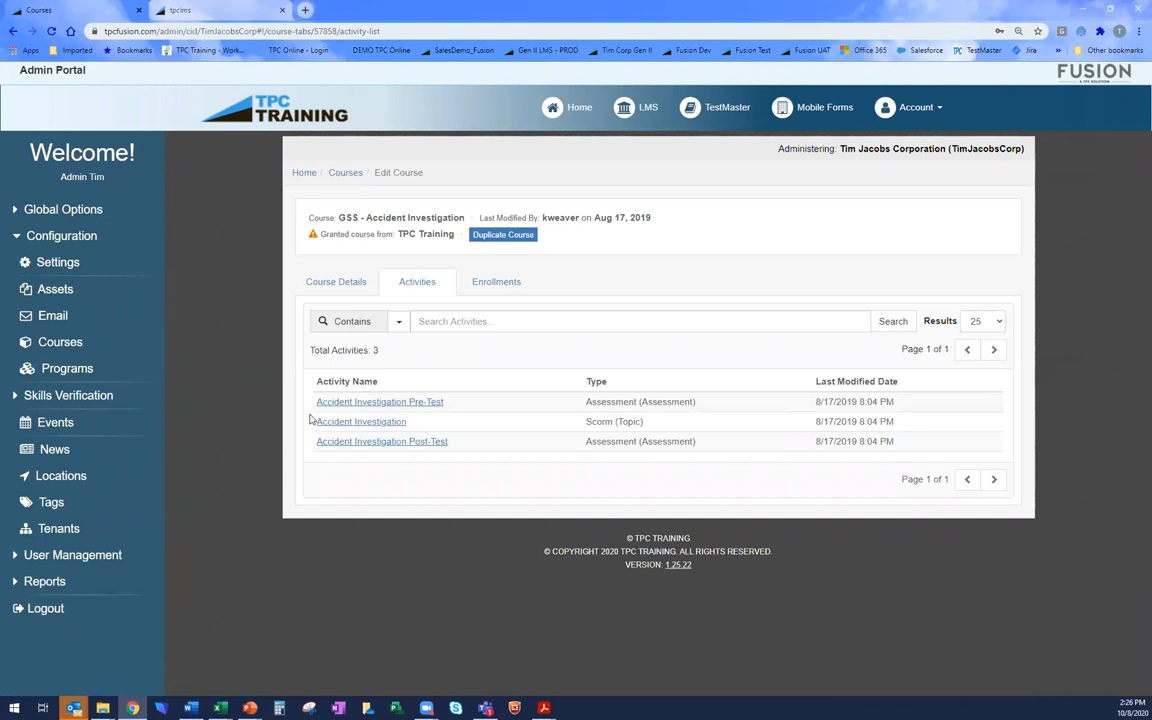 Courses
tpclms
tpcfusion.com/admin/cid/TimJacobsCorp#!/course-tabs/57858/activity-list
Apps
Imported
Bookmarks
TPC Training - Work...
TPC Online - Login
DEMO TPC Online
SalesDemo_Fusion
Gen II LMS - PROD
Tim Corp Gen II
Fusion Dev
Fusion Test
Fusion UAT
Office 365
Salesforce
TestMaster
Jira
»
Other bookmarks
Admin Portal
FUSION
A TPC SOLUTION
TPC
TRAINING
Home
LMS
TestMaster
Mobile Forms
Account
Welcome!
Admin Tim
Global Options
Configuration
Settings
Assets
Email
Courses
Programs
Skills Verification
Events
News
Locations
Tags
Tenants
User Management
Reports
Logout
Administering: Tim Jacobs Corporation (TimJacobsCorp)
Home / Courses / Edit Course
Course: GSS - Accident Investigation · Last Modified By: kweaver on Aug 17, 2019
Granted course from: TPC Training · Duplicate Course
Course Details
Activities
Enrollments
Contains
Search Activities..
Search
Results
25
Total Activities: 3
Page 1 of 1
Activity Name Type Last Modified Date
Accident Investigation Pre-Test Assessment (Assessment) 8/17/2019 8:04 PM
Accident Investigation Scorm (Topic) 8/17/2019 8:04 PM
Accident Investigation Post-Test Assessment (Assessment) 8/17/2019 8:04 PM
Page 1 of 1
© TPC TRAINING
© COPYRIGHT 2020 TPC TRAINING. ALL RIGHTS RESERVED.
VERSION: 1.25.22
2:26 PM
10/8/2020